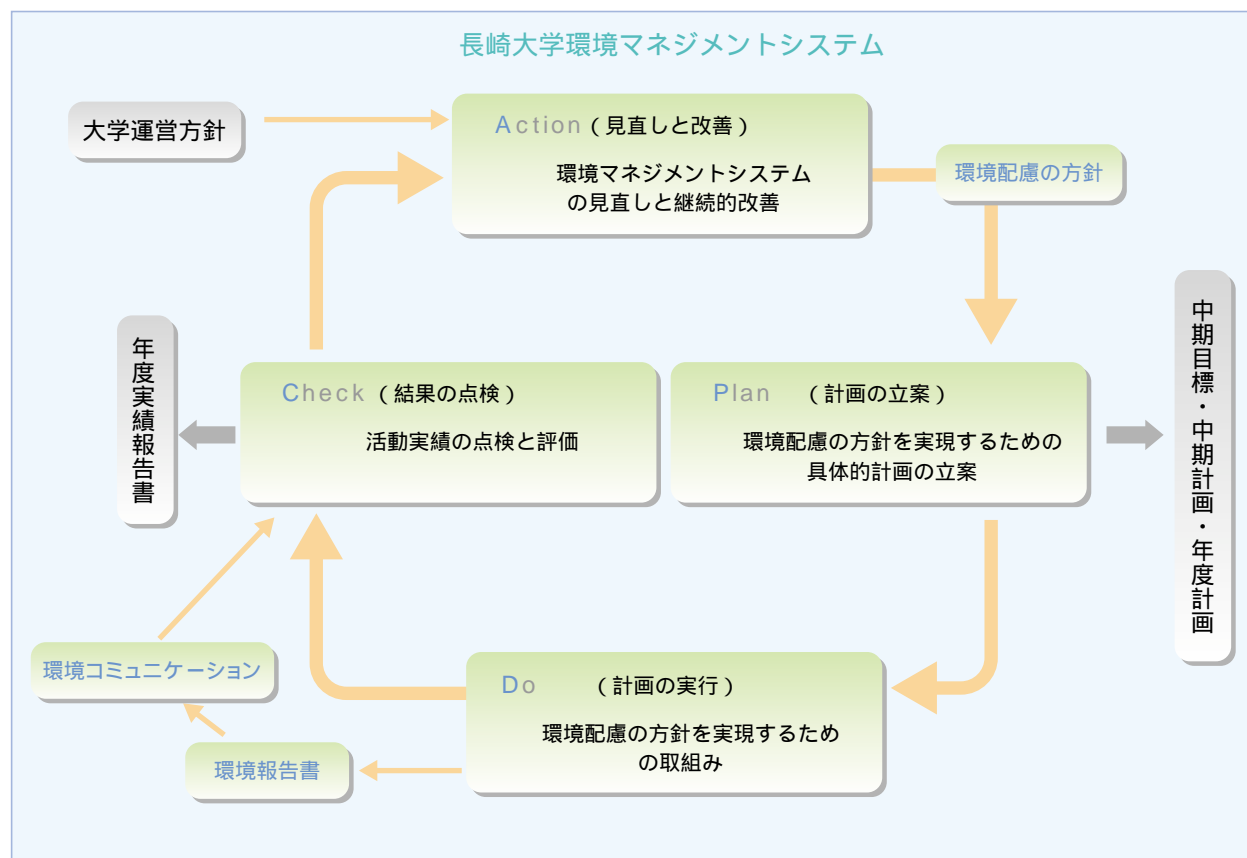 長崎大学環境マネジメントシステム
大学運営方針
Action（見直しと改善）
環境マネジメントシステム
の見直しと継続的改善
環境配慮の方針
年度実績報告書
Check（結果の点検）
活動実績の点検と評価
Plan （計画の立案）
環境配慮の方針を実現するための
具体的計画の立案
中期目標・中期計画・年度計画
環境コミュニケーション
Do （計画の実行）
環境配慮の方針を実現するため
の取組み
環境報告書